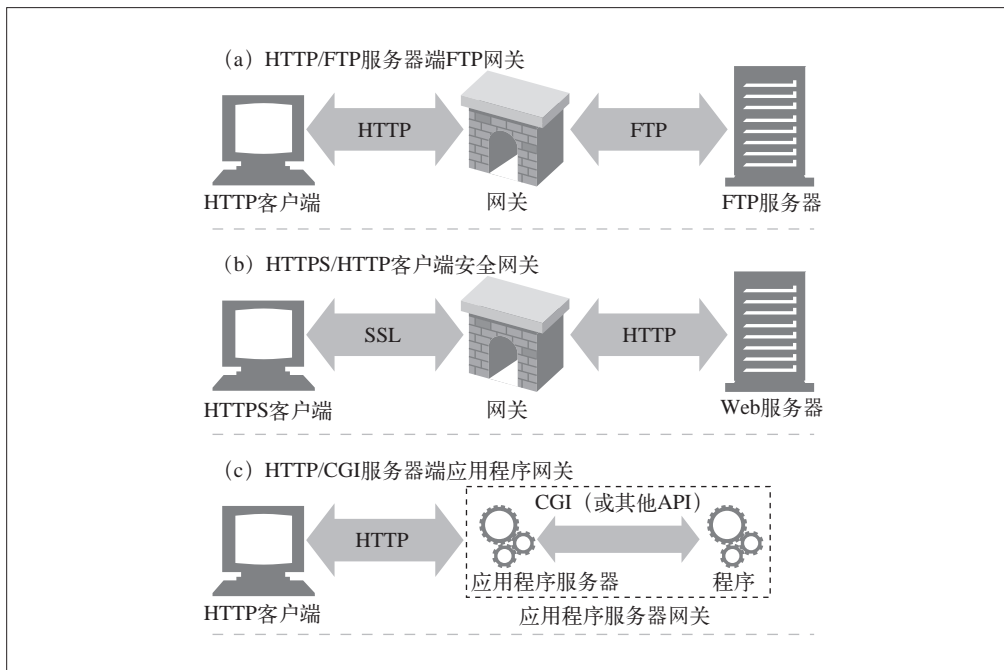 （a）HTTP/FTP服务器端FTP网关
HTTP
FTP
HTTP客户端
网关
FTP服务器
（b）HTTPS/HTTP客户端安全网关
SSL
HTTP
HTTPS客户端
网关
Web服务器
（c）HTTP/CGI服务器端应用程序网关
CGI（或其他API）
HTTP
应用程序服务器
程序
HTTP客户端
应用程序服务器网关